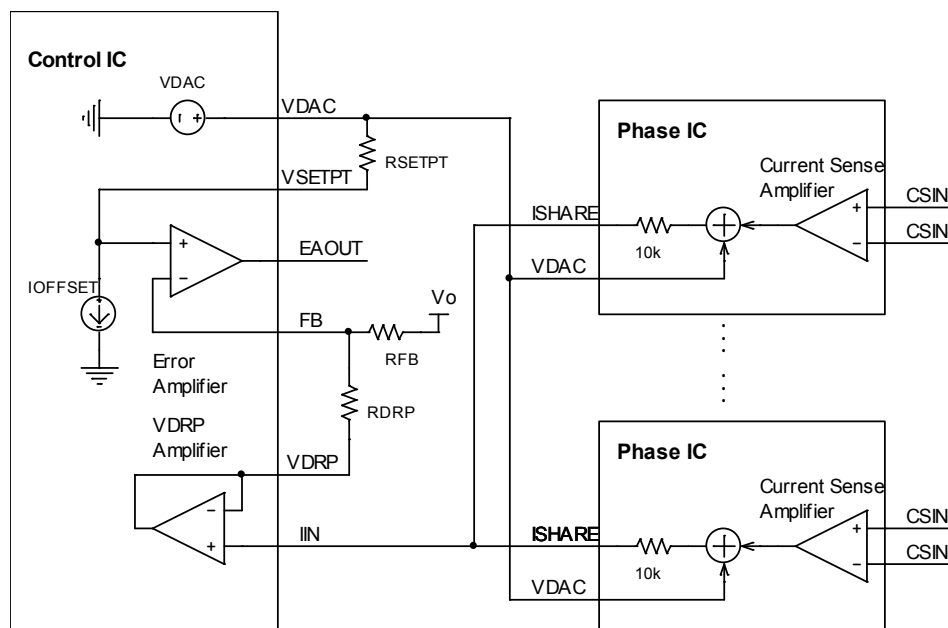 Control IC
VDAC
VDAC
RSETPT
VSETPT
EAOUT
IOFFSET
FB
Vo
RFB
Error
Amplifier
RDRP
VDRP
Amplifier
VDRP
IIN
Phase IC
Current Sense
Amplifier
CSIN
CSIN
ISHARE
10k
VDAC
Phase IC
Current Sense
Amplifier
CSIN
CSIN
ISHARE
10k
VDAC